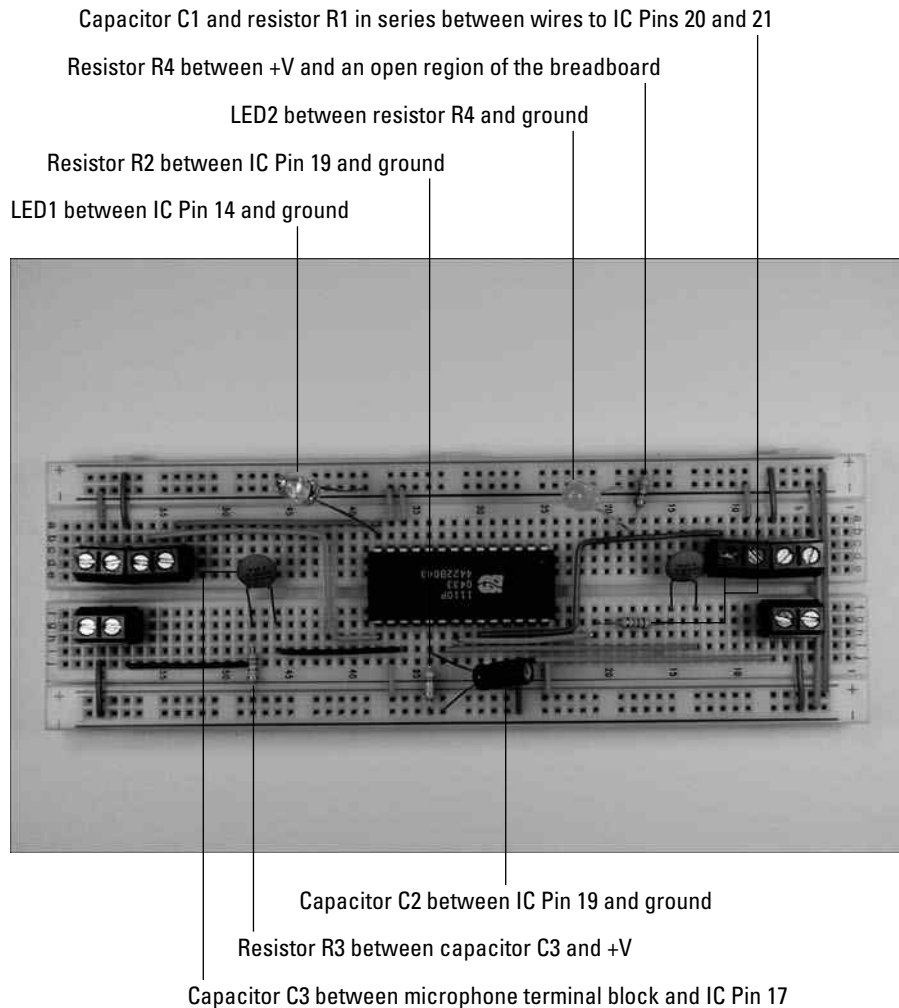 Capacitor C1 and resistor R1 in series between wires to IC Pins 20 and 21
Resistor R4 between +V and an open region of the breadboard
LED2 between resistor R4 and ground
Resistor R2 between IC Pin 19 and ground
LED1 between IC Pin 14 and ground
Capacitor C2 between IC Pin 19 and ground
Resistor R3 between capacitor C3 and +V
Capacitor C3 between microphone terminal block and IC Pin 17